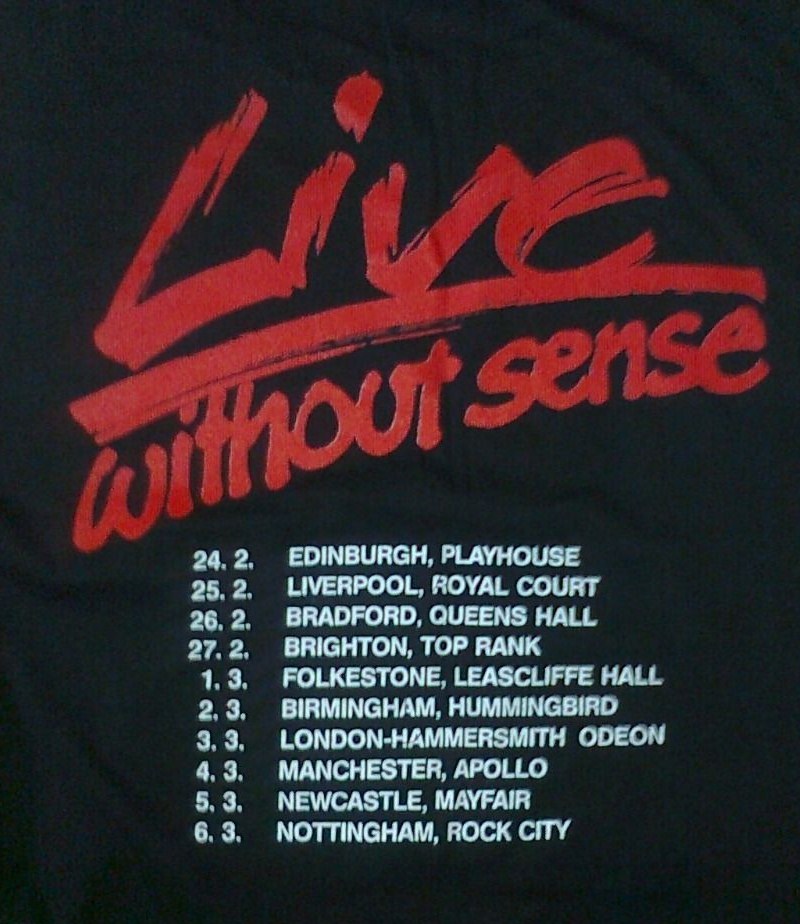 Live
without sense
24. 2. EDINBURGH, PLAYHOUSE
25. 2. LIVERPOOL, ROYAL COURT
26. 2. BRADFORD, QUEENS HALL
27. 2. BRIGHTON, TOP RANK
1. 3. FOLKESTONE, LEASCLIFFE HALL
2. 3. BIRMINGHAM, HUMMINGBIRD
3. 3. LONDON-HAMMERSMITH ODEON
4. 3. MANCHESTER, APOLLO
5. 3. NEWCASTLE, MAYFAIR
6. 3. NOTTINGHAM, ROCK CITY